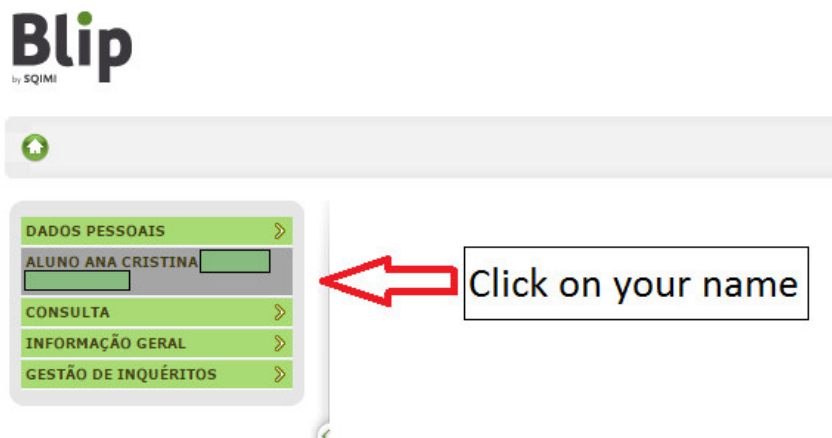 Blip
by SQIMI
DADOS PESSOAIS
ALUNO ANA CRISTINA
Click on your name
CONSULTA
INFORMAÇÃO GERAL
GESTÃO DE INQUÉRITOS